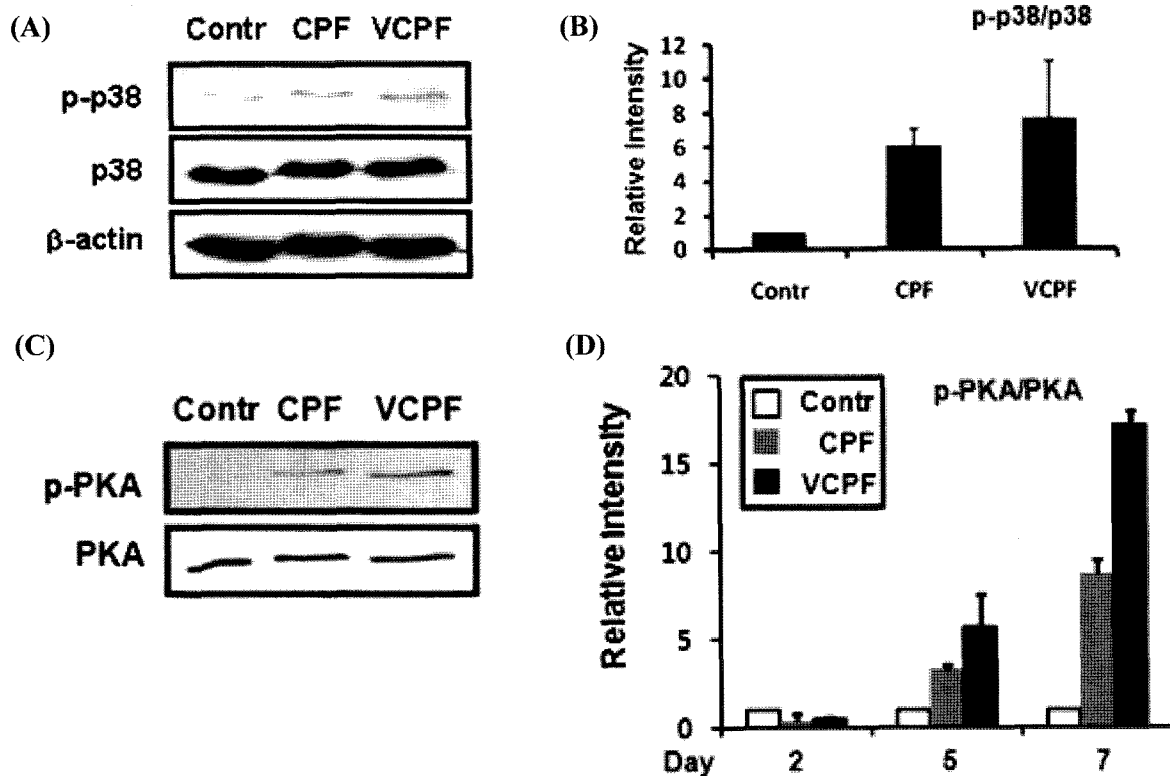 (A)
Contr CPF VCPF
p-p38
p38
β-actin
(B)
p-p38/p38
Relative Intensity
12
10
8
6
4
2
0
Contr CPF VCPF
(C)
Contr CPF VCPF
p-PKA
PKA
(D)
p-PKA/PKA
Contr
CPF
VCPF
Relative Intensity
20
15
10
5
0
Day 2 5 7